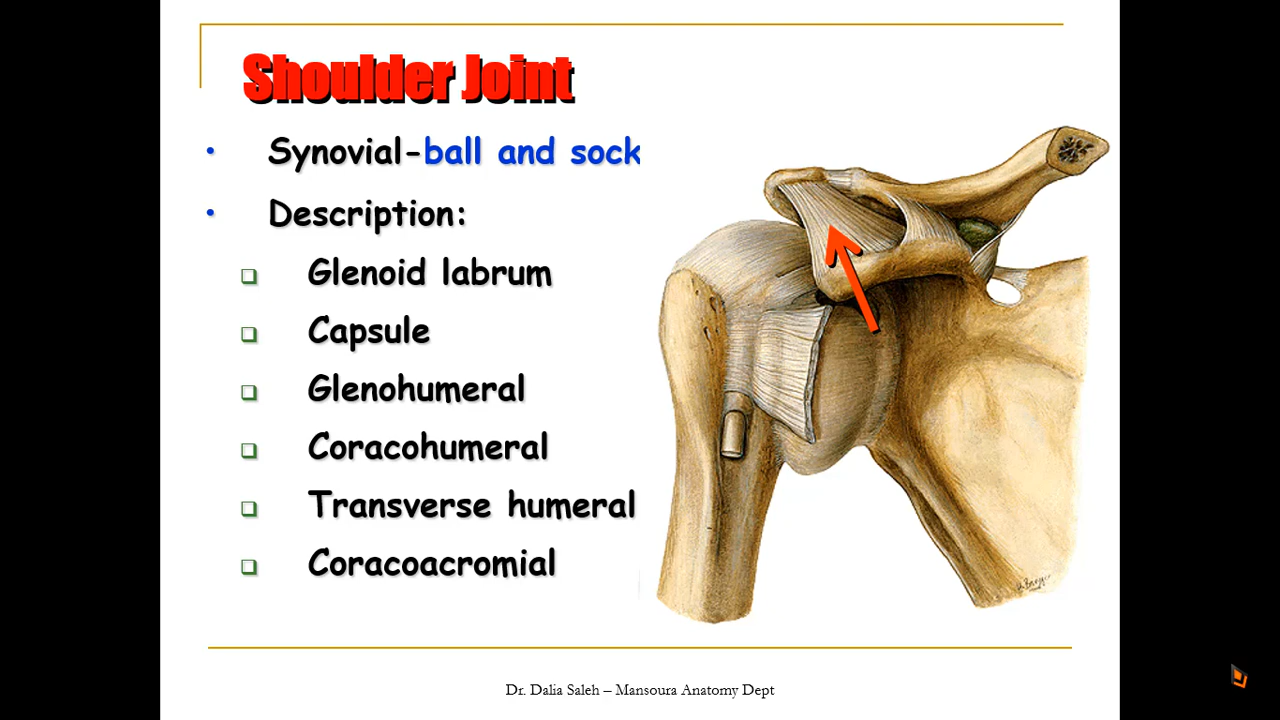 Shoulder Joint
• Synovial-ball and sock
• Description:
❑ Glenoid labrum
❑ Capsule
❑ Glenohumeral
❑ Coracohumeral
❑ Transverse humeral
❑ Coracoacromial
Dr. Dalia Saleh – Mansoura Anatomy Dept